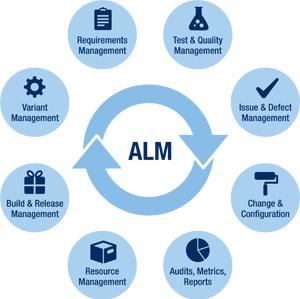 Requirements
Management
Test & Quality
Management
Variant
Management
Issue & Defect
Management
ALM
Build & Release
Management
Change &
Configuration
Resource
Management
Audits, Metrics,
Reports